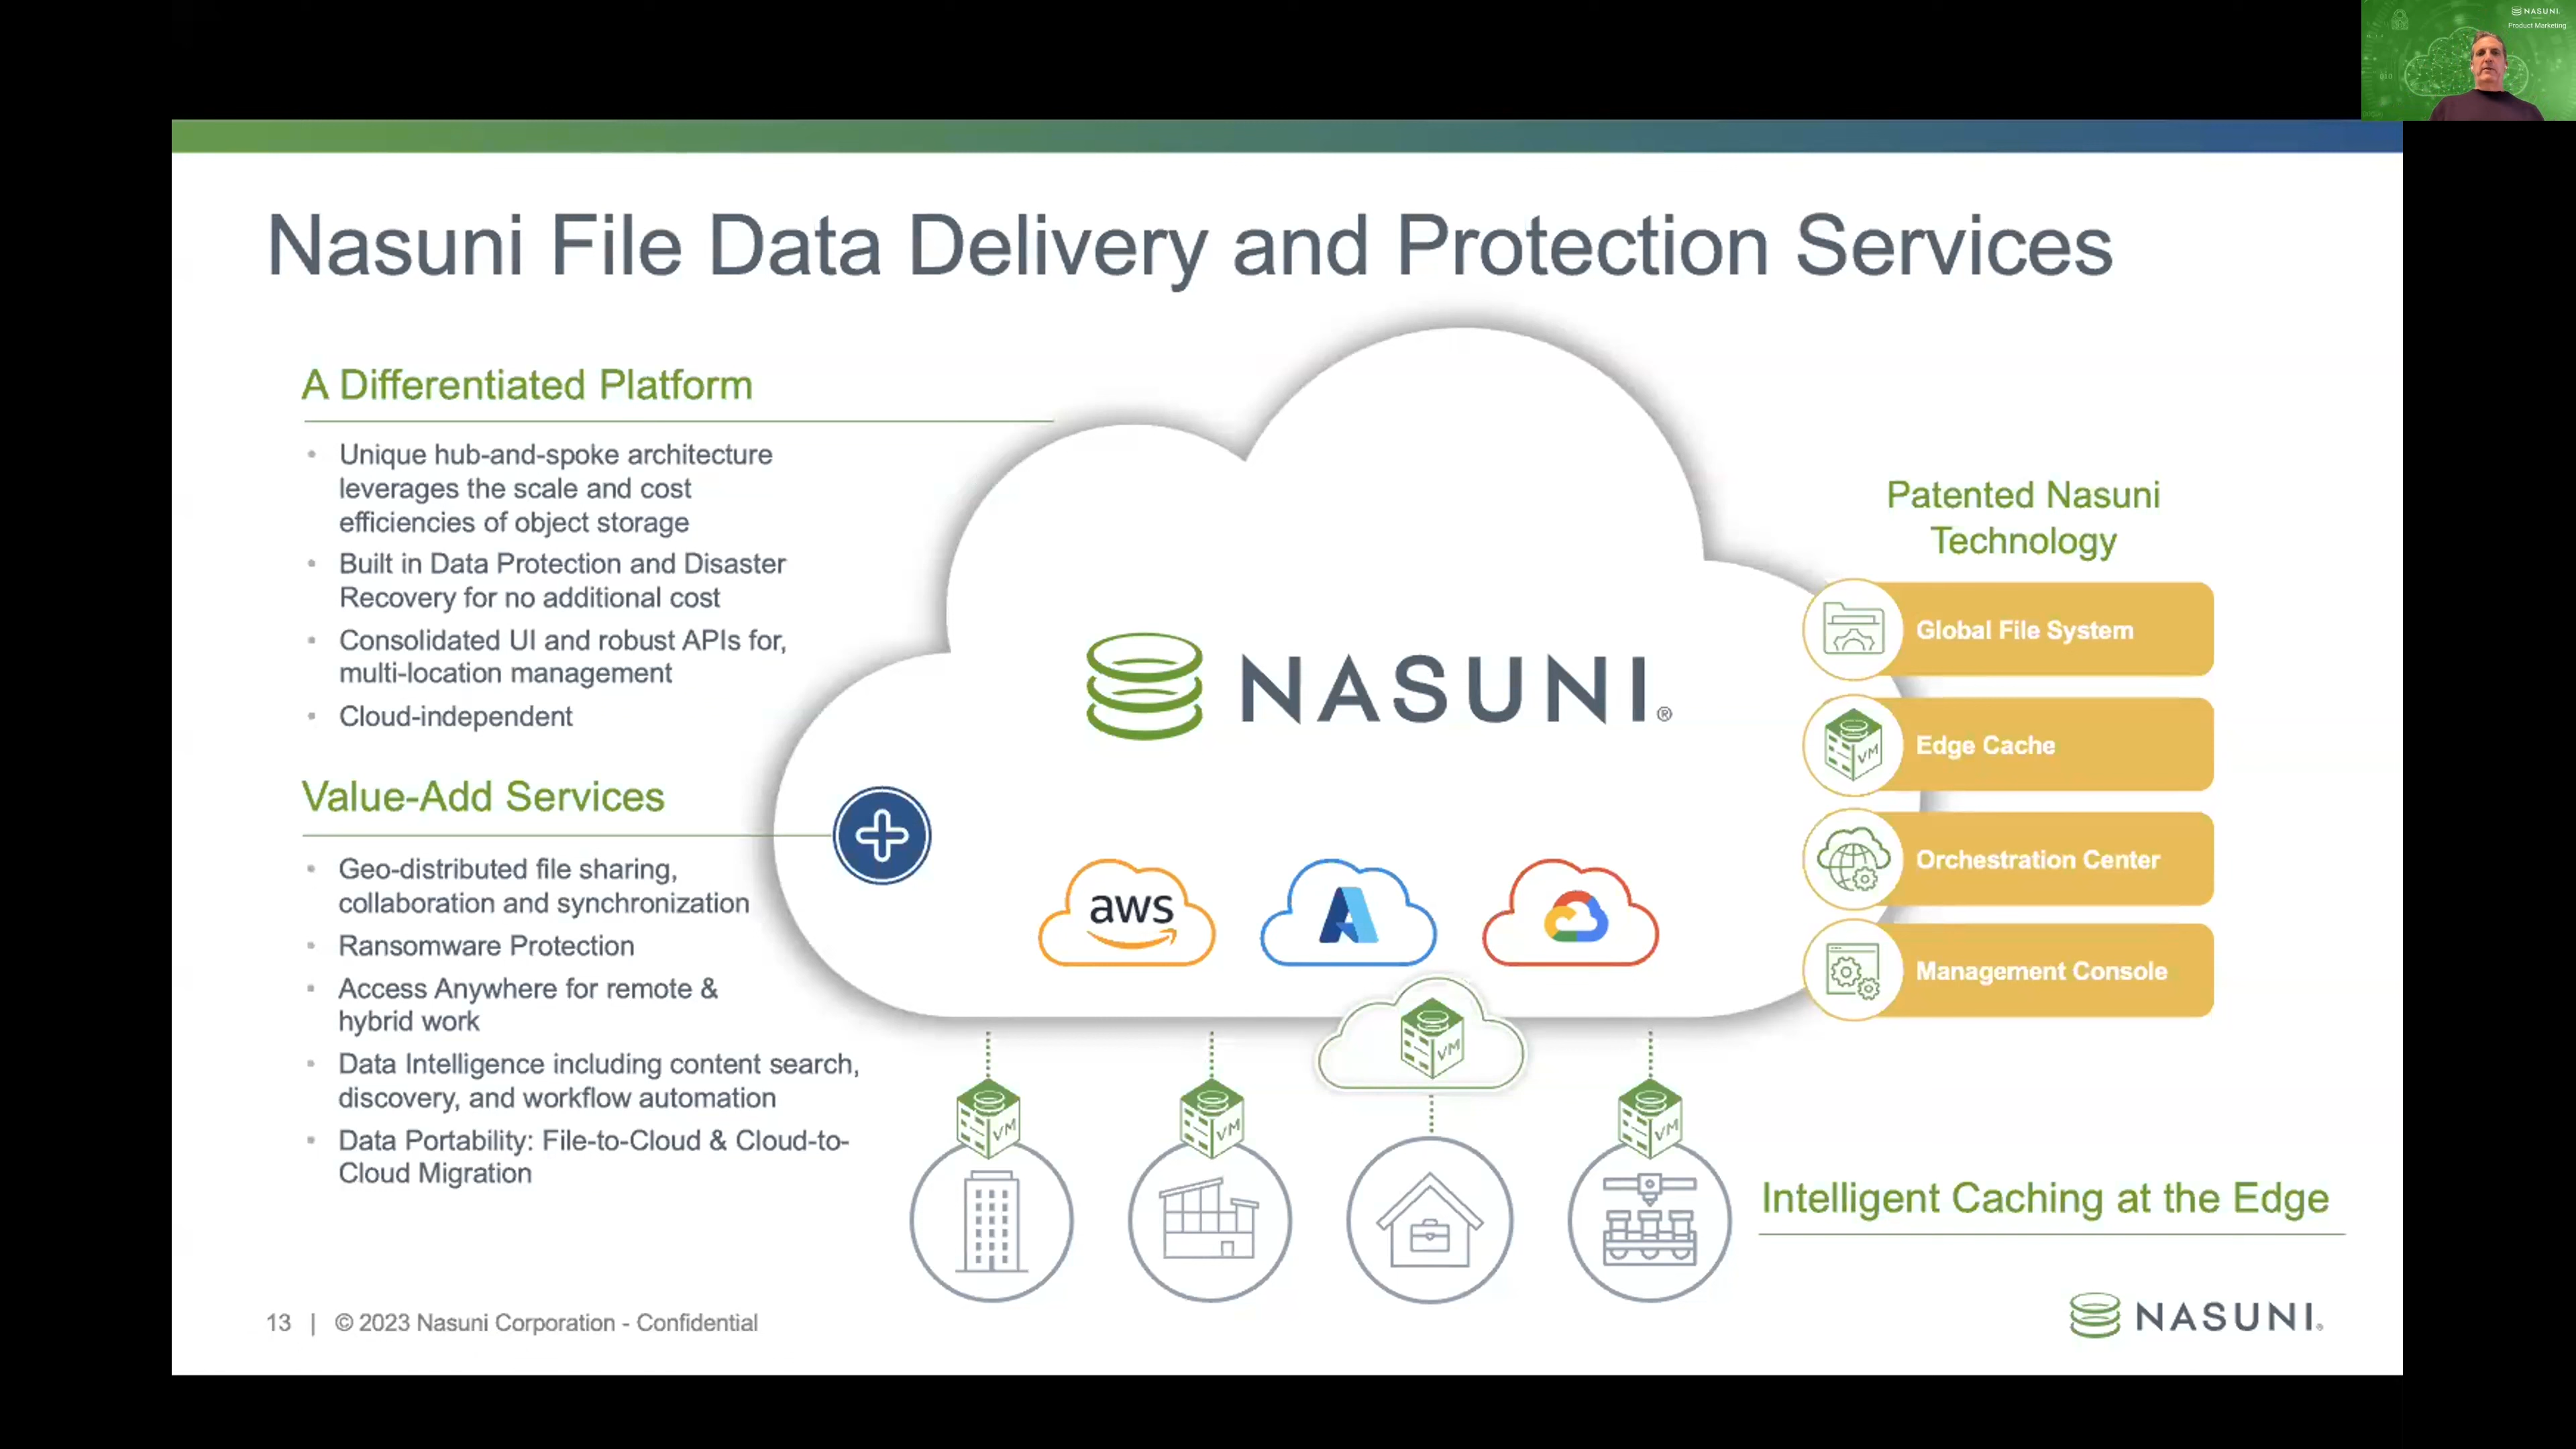 NASUNI
Product Marketing
Nasuni File Data Delivery and Protection Services
A Differentiated Platform
• Unique hub-and-spoke architecture
leverages the scale and cost
efficiencies of object storage
• Built in Data Protection and Disaster
Recovery for no additional cost
• Consolidated UI and robust APIs for,
multi-location management
• Cloud-independent
Value-Add Services
• Geo-distributed file sharing,
collaboration and synchronization
• Ransomware Protection
• Access Anywhere for remote &
hybrid work
• Data Intelligence including content search,
discovery, and workflow automation
• Data Portability: File-to-Cloud & Cloud-to-
Cloud Migration
NASUNI®
aws
VM
VM
VM
VM
Patented Nasuni
Technology
Global File System
VM
Edge Cache
Orchestration Center
Management Console
Intelligent Caching at the Edge
13 | © 2023 Nasuni Corporation - Confidential
NASUNI